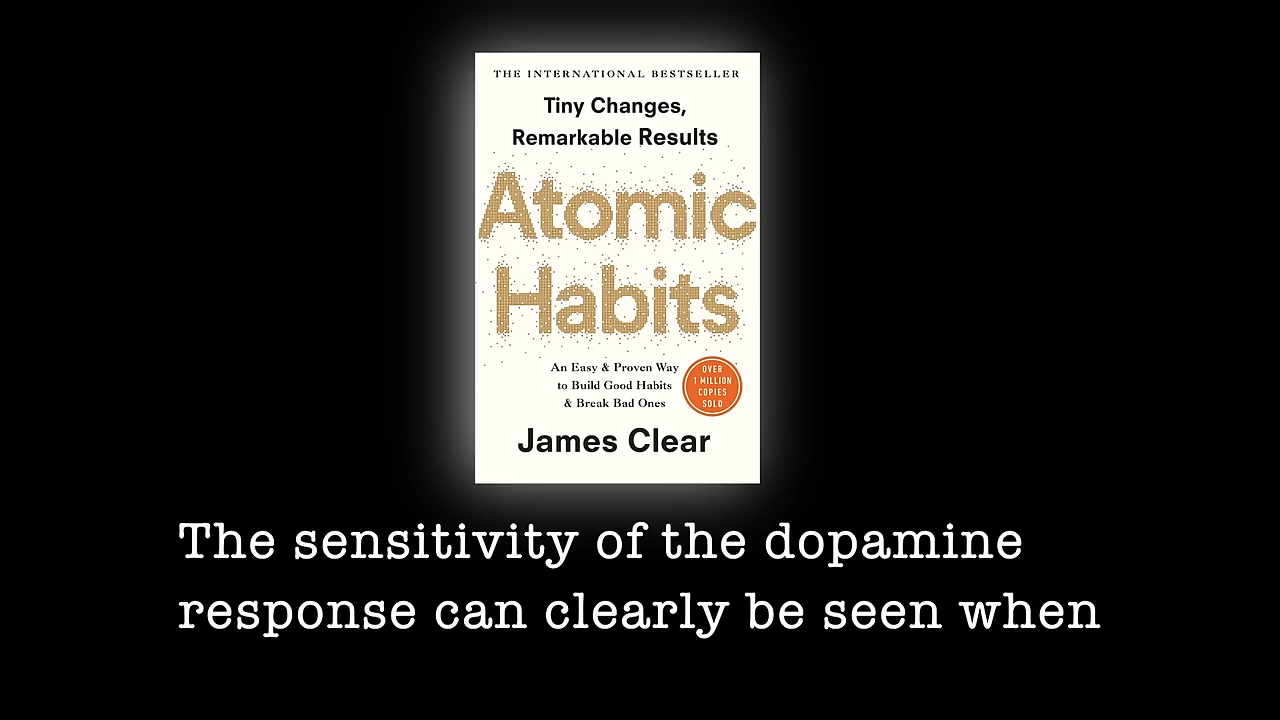 THE INTERNATIONAL BESTSELLER
Tiny Changes,
Remarkable Results
Atomic
Habits
An Easy & Proven Way
to Build Good Habits
& Break Bad Ones
OVER
1 MILLION
COPIES
SOLD
James Clear
The sensitivity of the dopamine
response can clearly be seen when